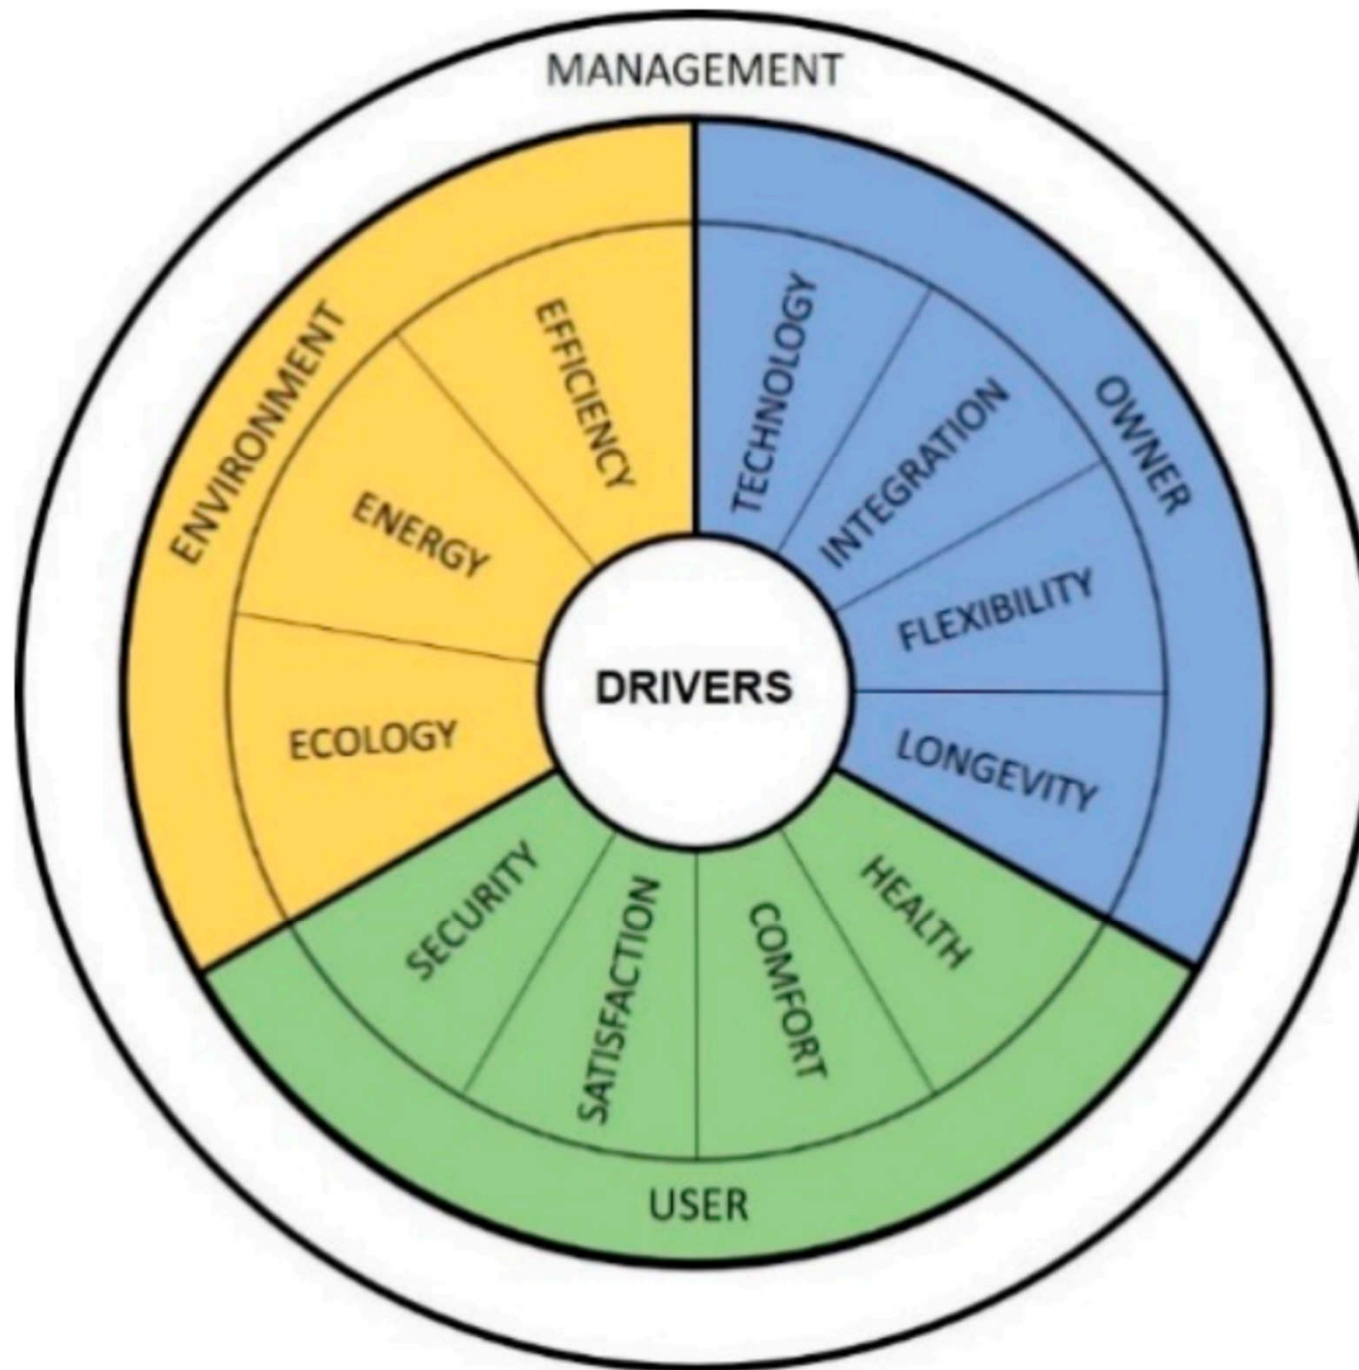 MANAGEMENT
ENVIRONMENT
EFFICIENCY
ENERGY
ECOLOGY
OWNER
TECHNOLOGY
INTEGRATION
FLEXIBILITY
LONGEVITY
DRIVERS
SECURITY
SATISFACTION
COMFORT
HEALTH
USER